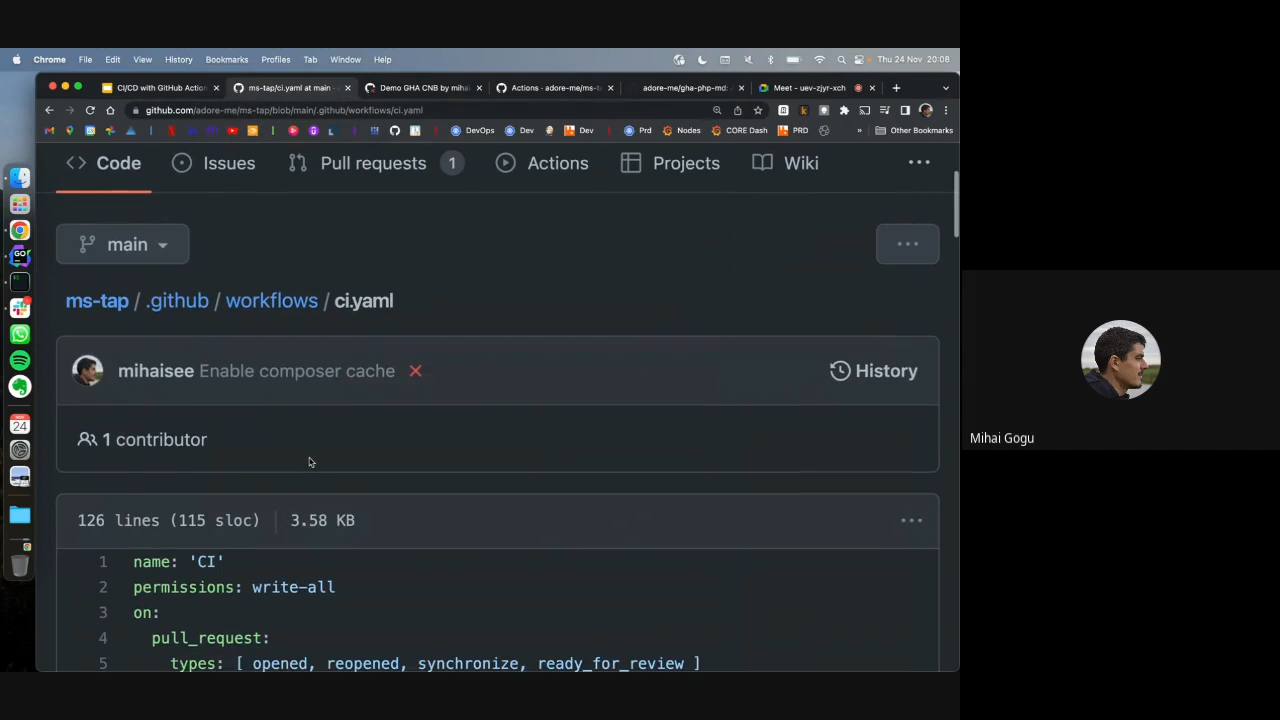 Chrome File Edit View History Bookmarks Profiles Tab Window Help Thu 24 Nov 20:08
CI/CD with GitHub Action ms-tap/ci.yaml at main · Demo GHA CNB by mihai Actions · adore-me/ms-t adore-me/gha-php-md: Meet – uev-zjyr-xch
github.com/adore-me/ms-tap/blob/main/.github/workflows/ci.yaml
DevOps Dev Dev Prd Nodes CORE Dash PRD » Other Bookmarks
Code Issues Pull requests 1 Actions Projects Wiki
main
ms-tap / .github / workflows / ci.yaml
mihaisee Enable composer cache History
1 contributor
126 lines (115 sloc) 3.58 KB
1 name: 'CI'
2 permissions: write-all
3 on:
4 pull_request:
5 types: [ opened, reopened, synchronize, ready_for_review ]
NOV
24
GO
Mihai Gogu